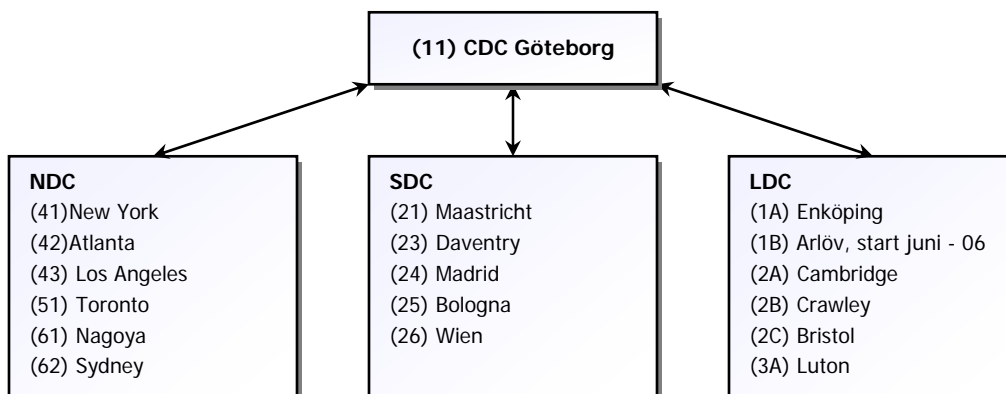 (11) CDC Göteborg
NDC
(41)New York
(42)Atlanta
(43) Los Angeles
(51) Toronto
(61) Nagoya
(62) Sydney
SDC
(21) Maastricht
(23) Daventry
(24) Madrid
(25) Bologna
(26) Wien
LDC
(1A) Enköping
(1B) Arlöv, start juni - 06
(2A) Cambridge
(2B) Crawley
(2C) Bristol
(3A) Luton